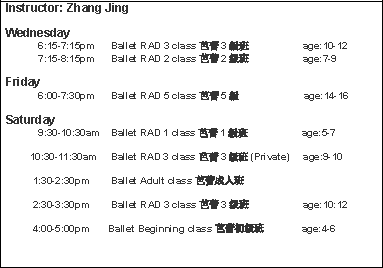 Instructor: Zhang Jing
Wednesday
6:15-7:15pm Ballet RAD 3 class 芭蕾 3 級班 age: 10-12
7:15-8:15pm Ballet RAD 2 class 芭蕾 2 級班 age: 7-9
Friday
6:00-7:30pm Ballet RAD 5 class 芭蕾 5 級 age: 14-16
Saturday
9:30-10:30am Ballet RAD 1 class 芭蕾 1 級班 age: 5-7
10:30-11:30am Ballet RAD 3 class 芭蕾 3 級班 (Private) age: 9-10
1:30-2:30pm Ballet Adult class 芭蕾成人班
2:30-3:30pm Ballet RAD 3 class 芭蕾 3 級班 age: 10:12
4:00-5:00pm Ballet Beginning class 芭蕾初級班 age: 4-6